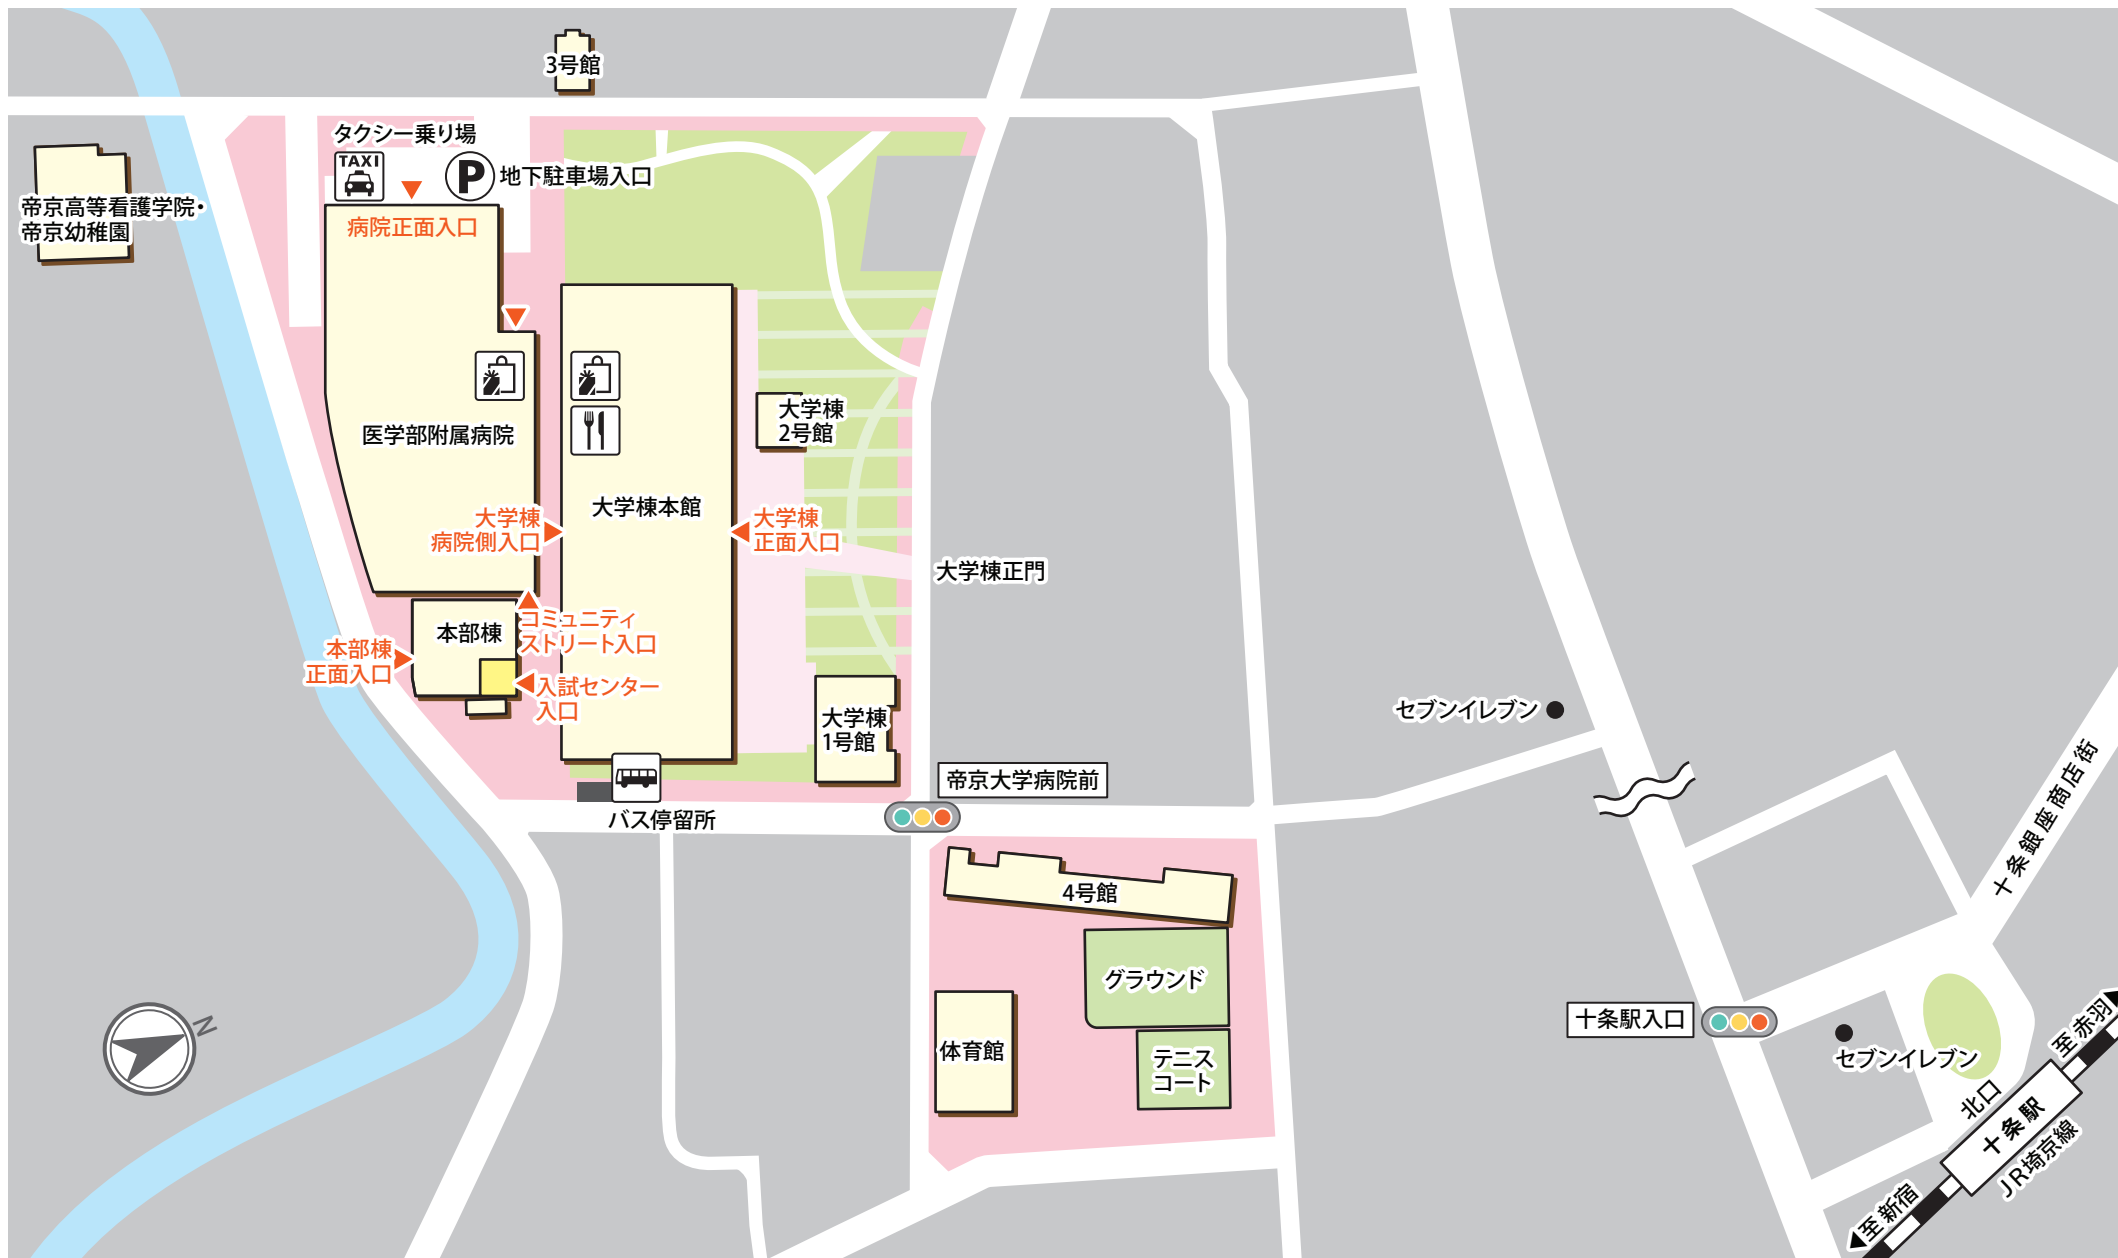 3号館
タクシー乗り場
TAXI
P
地下駐車場入口
帝京高等看護学院・
帝京幼稚園
病院正面入口
医学部附属病院
大学棟
2号館
大学棟本館
大学棟
病院側入口
大学棟
正面入口
大学棟正門
コミュニティ
ストリート入口
本部棟
本部棟
正面入口
入試センター
入口
大学棟
1号館
セブンイレブン
帝京大学病院前
バス停留所
十条銀座商店街
4号館
グラウンド
体育館
テニス
コート
N
十条駅入口
セブンイレブン
至赤羽
北口
十条駅
JR埼京線
至新宿